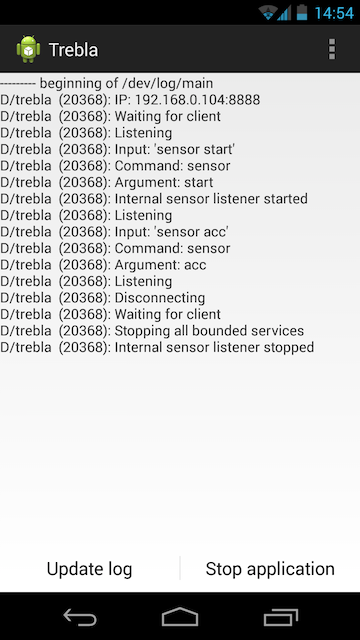 14:54
Trebla
--------- beginning of /dev/log/main
D/trebla (20368): IP: 192.168.0.104:8888
D/trebla (20368): Waiting for client
D/trebla (20368): Listening
D/trebla (20368): Input: 'sensor start'
D/trebla (20368): Command: sensor
D/trebla (20368): Argument: start
D/trebla (20368): Internal sensor listener started
D/trebla (20368): Listening
D/trebla (20368): Input: 'sensor acc'
D/trebla (20368): Command: sensor
D/trebla (20368): Argument: acc
D/trebla (20368): Listening
D/trebla (20368): Disconnecting
D/trebla (20368): Waiting for client
D/trebla (20368): Stopping all bounded services
D/trebla (20368): Internal sensor listener stopped
Update log
Stop application